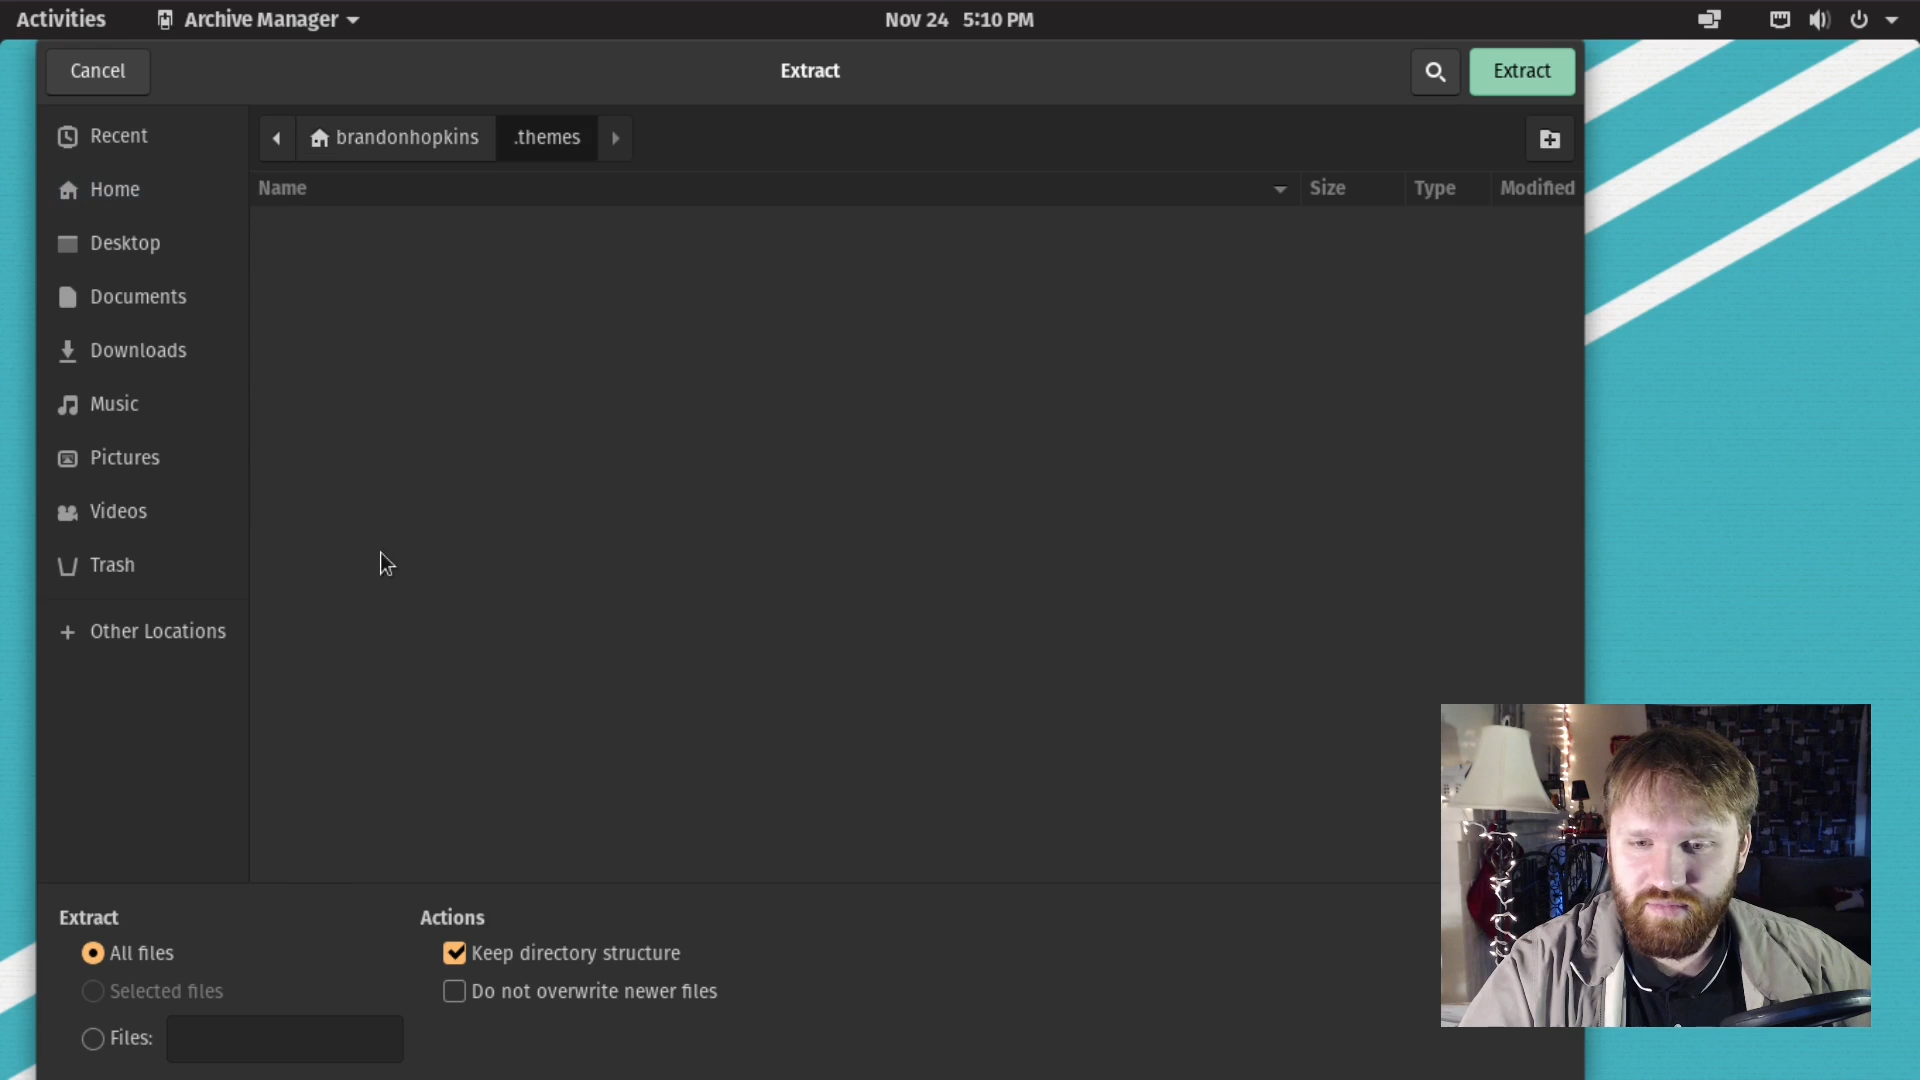 Activities
Archive Manager
Nov 24 5:10 PM
Cancel
Extract
Extract
Recent
Home
Desktop
Documents
Downloads
Music
Pictures
Videos
Trash
Other Locations
brandonhopkins
.themes
Name
Size
Type
Modified
Extract
All files
Selected files
Files:
Actions
Keep directory structure
Do not overwrite newer files